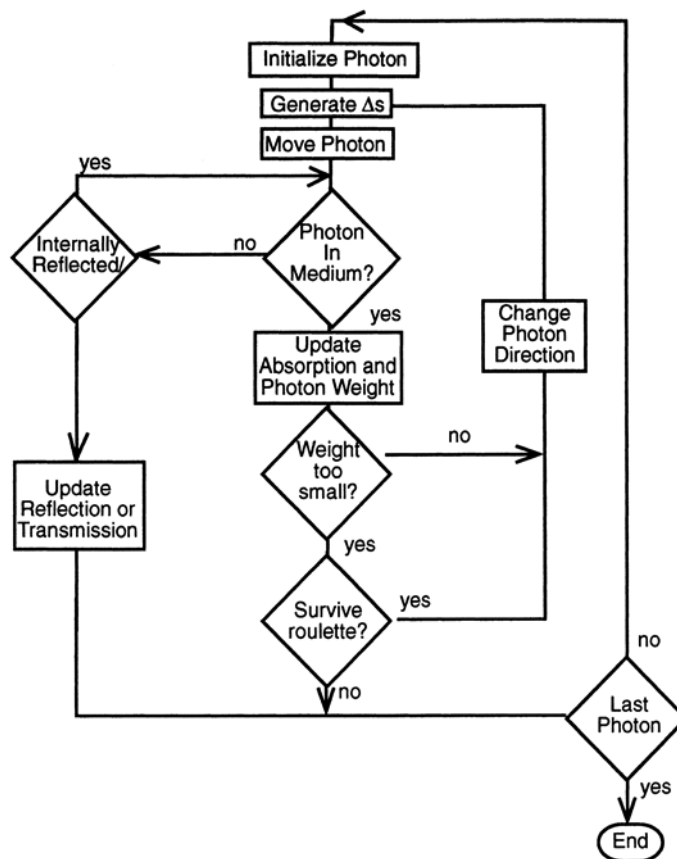 Initialize Photon
Generate Δs
Move Photon
yes
Internally
Reflected/
no
Photon
In
Medium?
yes
Update
Absorption and
Photon Weight
Change
Photon
Direction
Weight
too
small?
no
yes
Update
Reflection or
Transmission
Survive
roulette?
yes
no
no
Last
Photon
yes
End